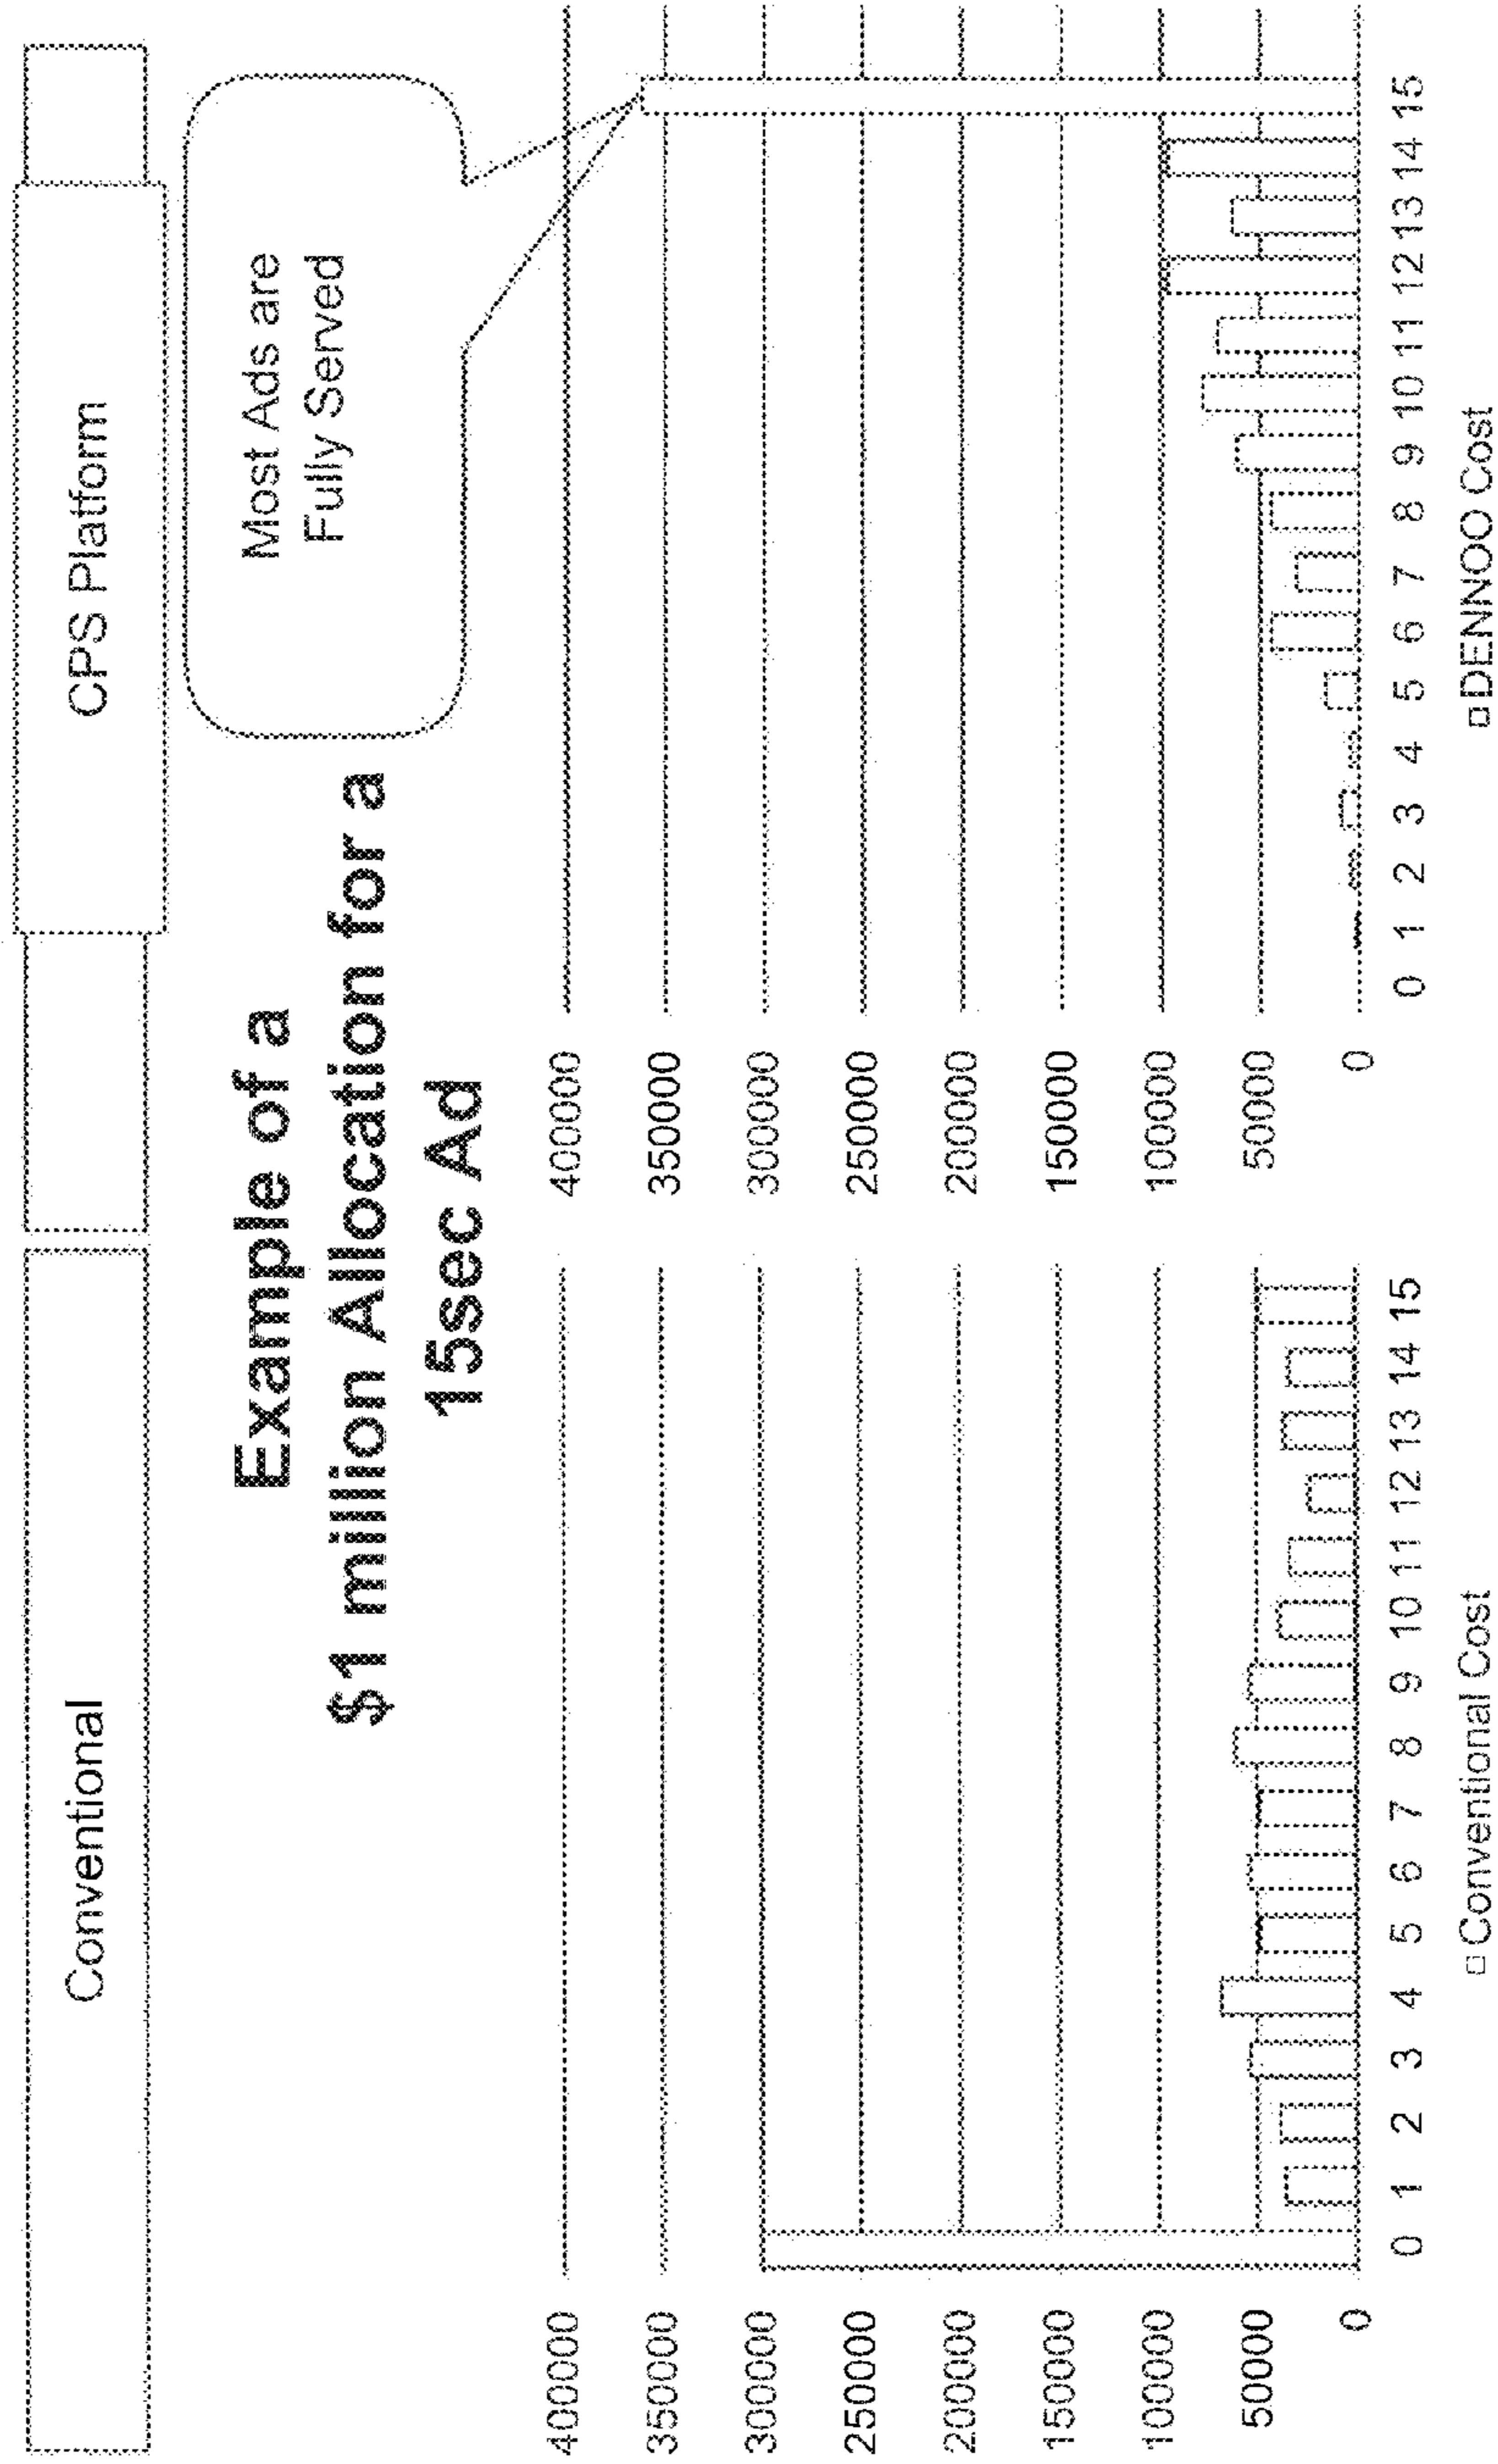 Conventional
CPS Platform
Example of a
$1 million Allocation for a
15sec Ad
Most Ads are
Fully Served
400000
350000
300000
250000
200000
150000
100000
50000
0
0 1 2 3 4 5 6 7 8 9 10 11 12 13 14 15
Conventional Cost
400000
350000
300000
250000
200000
150000
100000
50000
0
0 1 2 3 4 5 6 7 8 9 10 11 12 13 14 15
DENNOO Cost